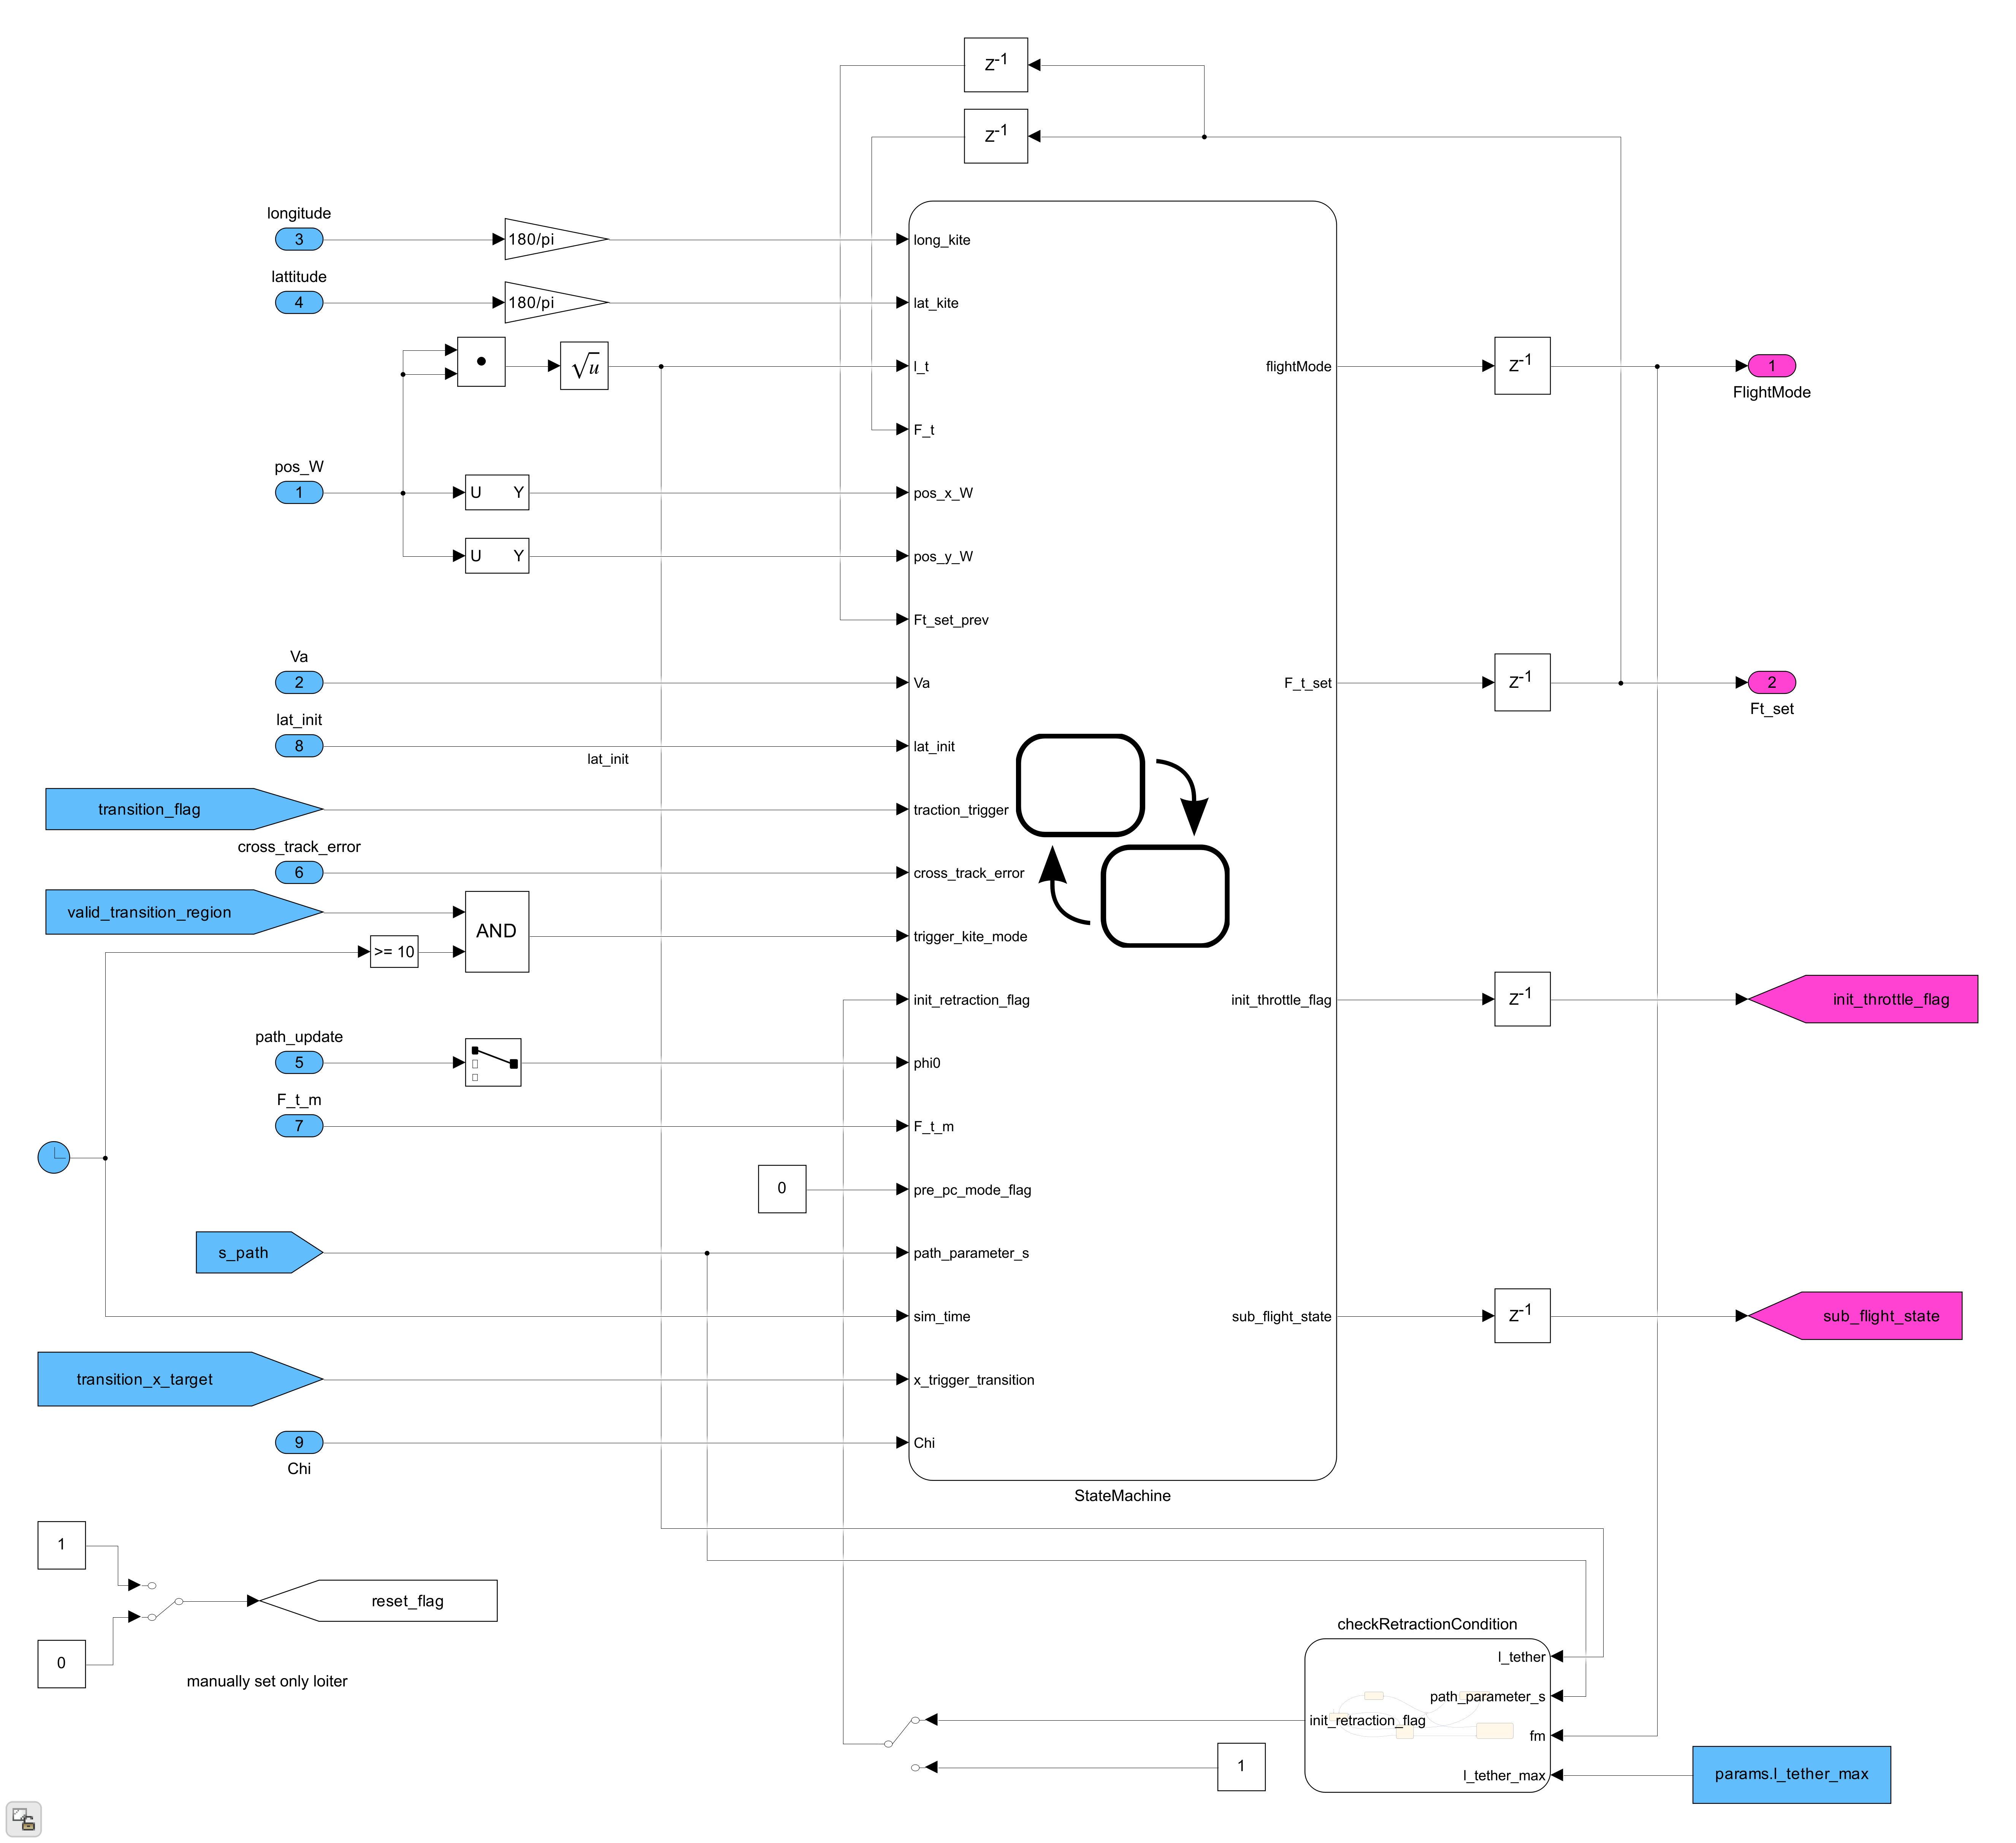 z-1
z-1
longitude
3
180/pi
long_kite
lattitude
4
180/pi
lat_kite
√u
l_t
flightMode
z-1
1
FlightMode
F_t
pos_W
1
U Y
pos_x_W
U Y
pos_y_W
Ft_set_prev
Va
2
Va
F_t_set
z-1
2
Ft_set
lat_init
8
lat_init
lat_init
transition_flag
traction_trigger
cross_track_error
6
cross_track_error
valid_transition_region
AND
>= 10
trigger_kite_mode
init_retraction_flag
init_throttle_flag
z-1
init_throttle_flag
path_update
5
phi0
F_t_m
7
F_t_m
0
pre_pc_mode_flag
s_path
path_parameter_s
sim_time
sub_flight_state
z-1
sub_flight_state
transition_x_target
x_trigger_transition
9
Chi
Chi
StateMachine
1
reset_flag
0
manually set only loiter
checkRetractionCondition
l_tether
path_parameter_s
init_retraction_flag
fm
1
l_tether_max
params.l_tether_max